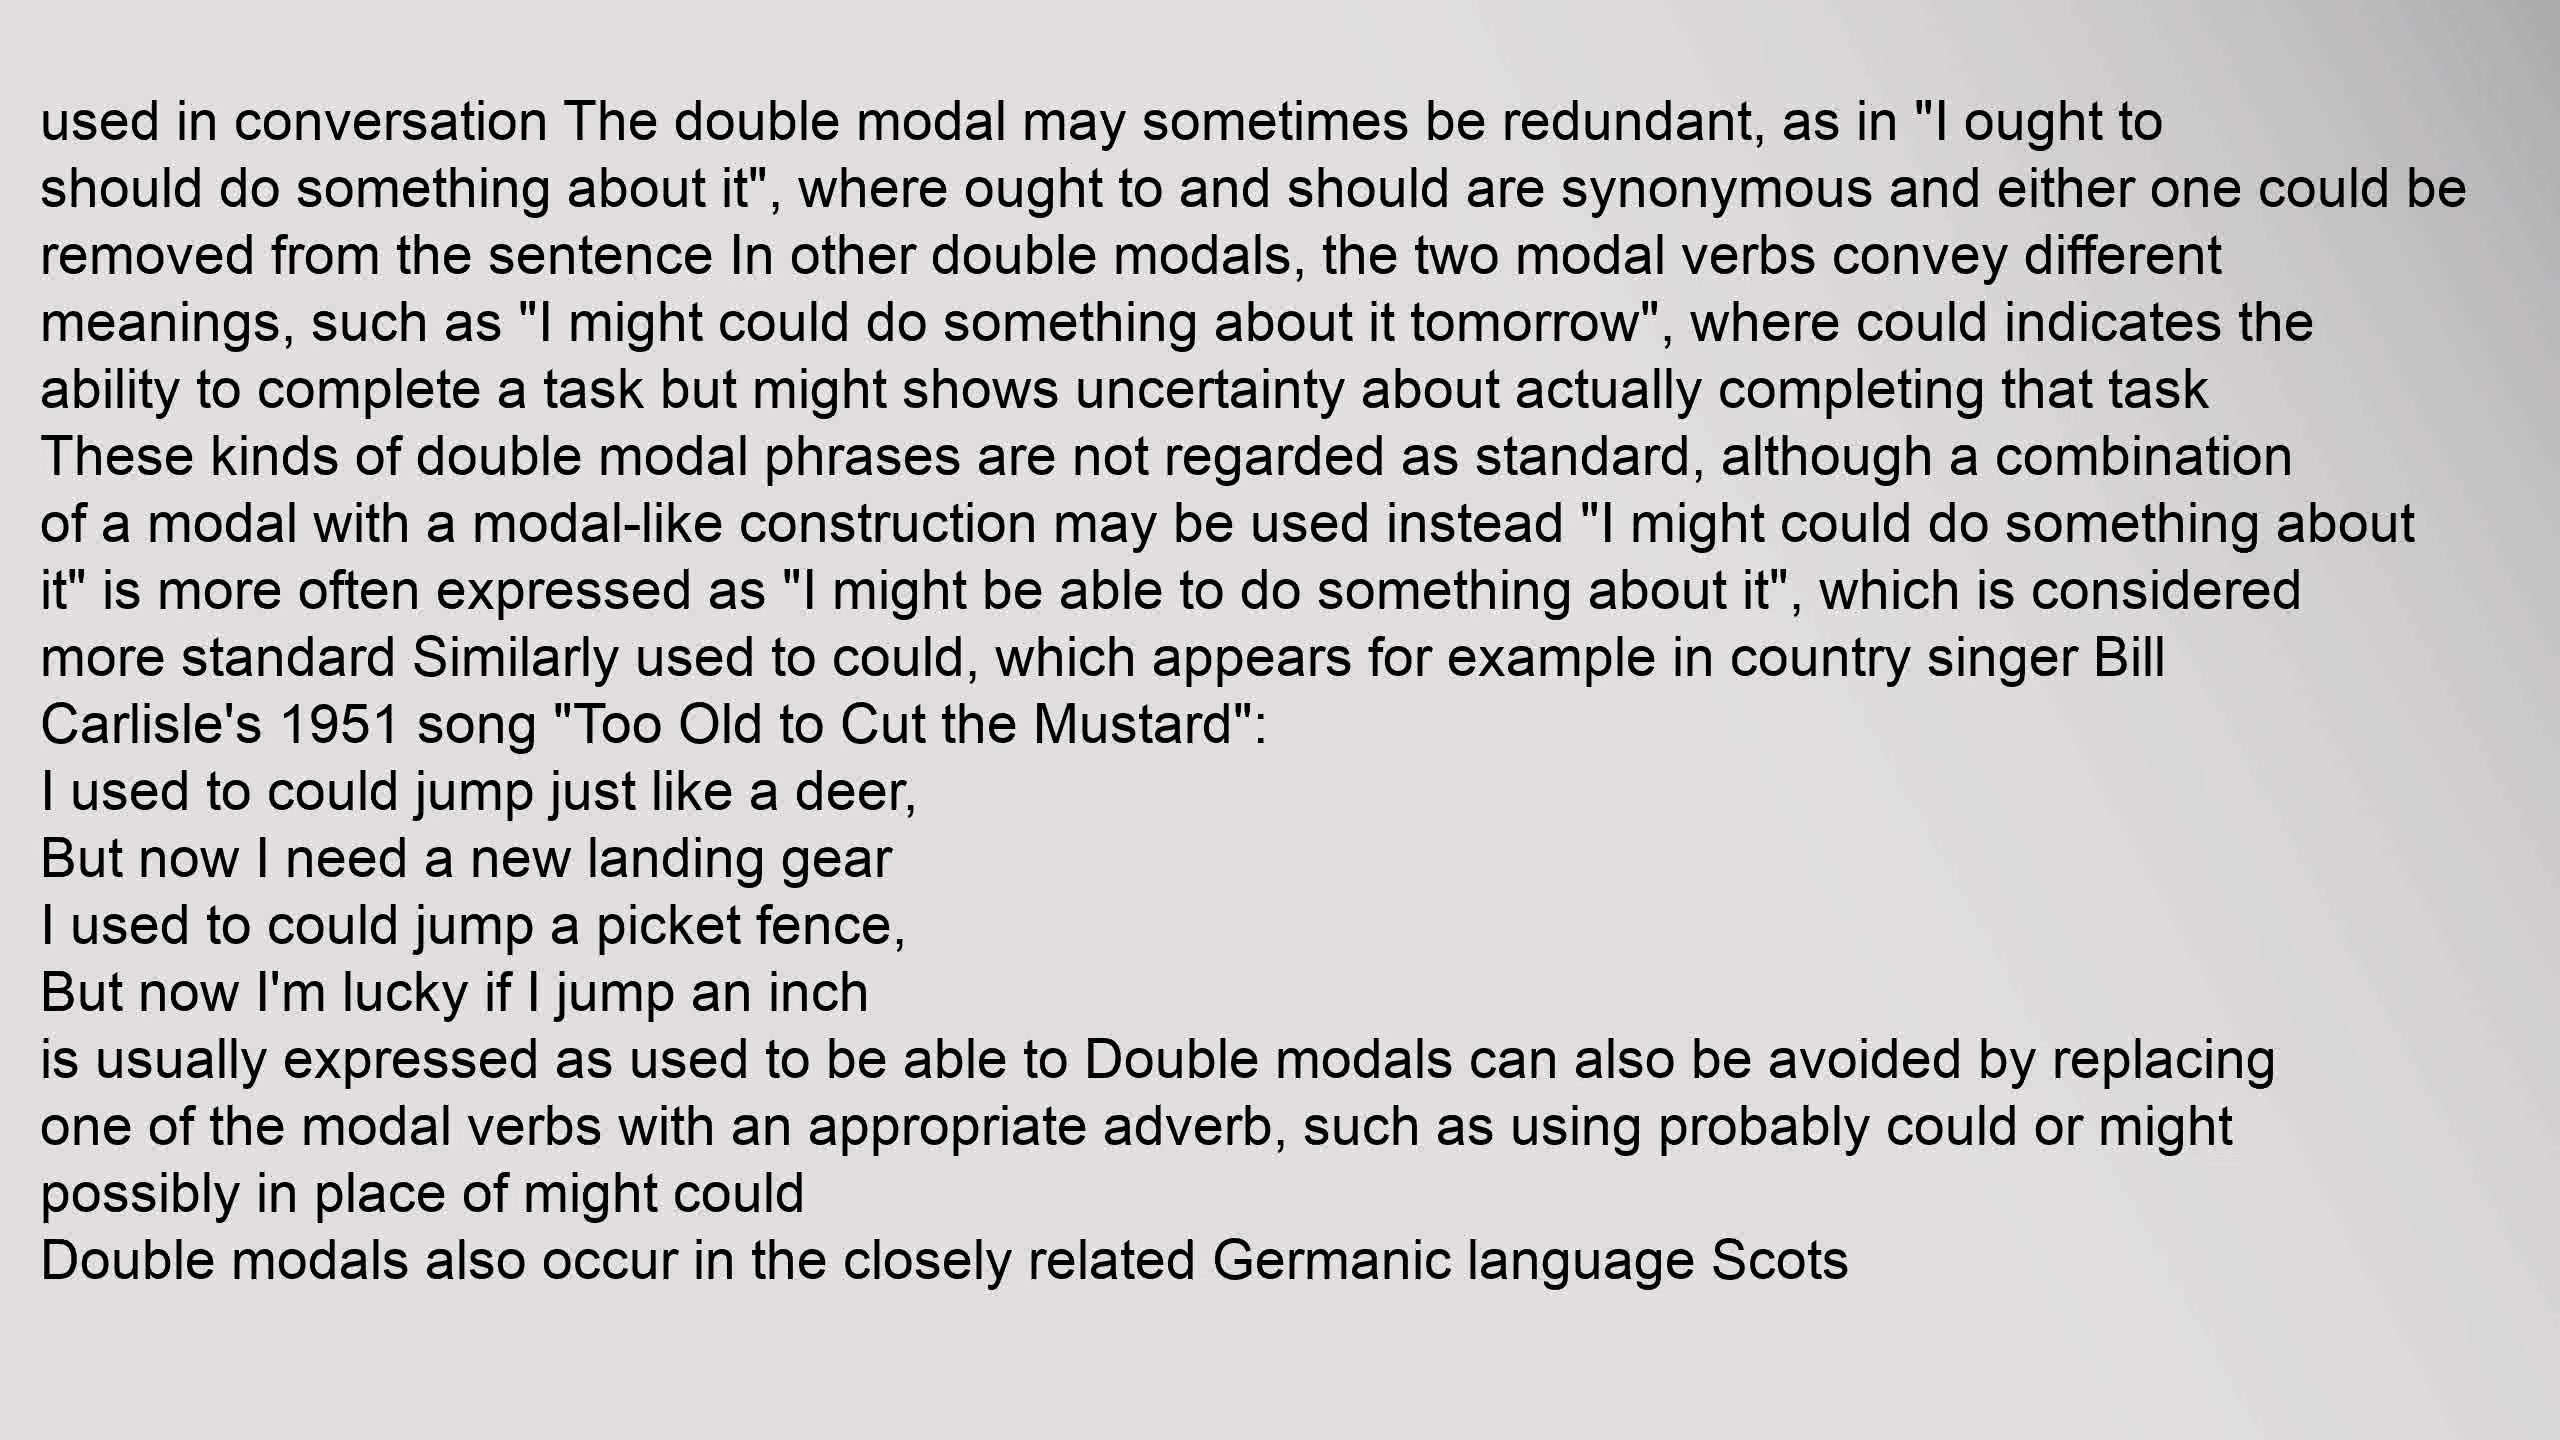 used in conversation The double modal may sometimes be redundant, as in "I ought to
should do something about it", where ought to and should are synonymous and either one could be
removed from the sentence In other double modals, the two modal verbs convey different
meanings, such as "I might could do something about it tomorrow", where could indicates the
ability to complete a task but might shows uncertainty about actually completing that task
These kinds of double modal phrases are not regarded as standard, although a combination
of a modal with a modal-like construction may be used instead "I might could do something about
it" is more often expressed as "I might be able to do something about it", which is considered
more standard Similarly used to could, which appears for example in country singer Bill
Carlisle's 1951 song "Too Old to Cut the Mustard":
I used to could jump just like a deer,
But now I need a new landing gear
I used to could jump a picket fence,
But now I'm lucky if I jump an inch
is usually expressed as used to be able to Double modals can also be avoided by replacing
one of the modal verbs with an appropriate adverb, such as using probably could or might
possibly in place of might could
Double modals also occur in the closely related Germanic language Scots